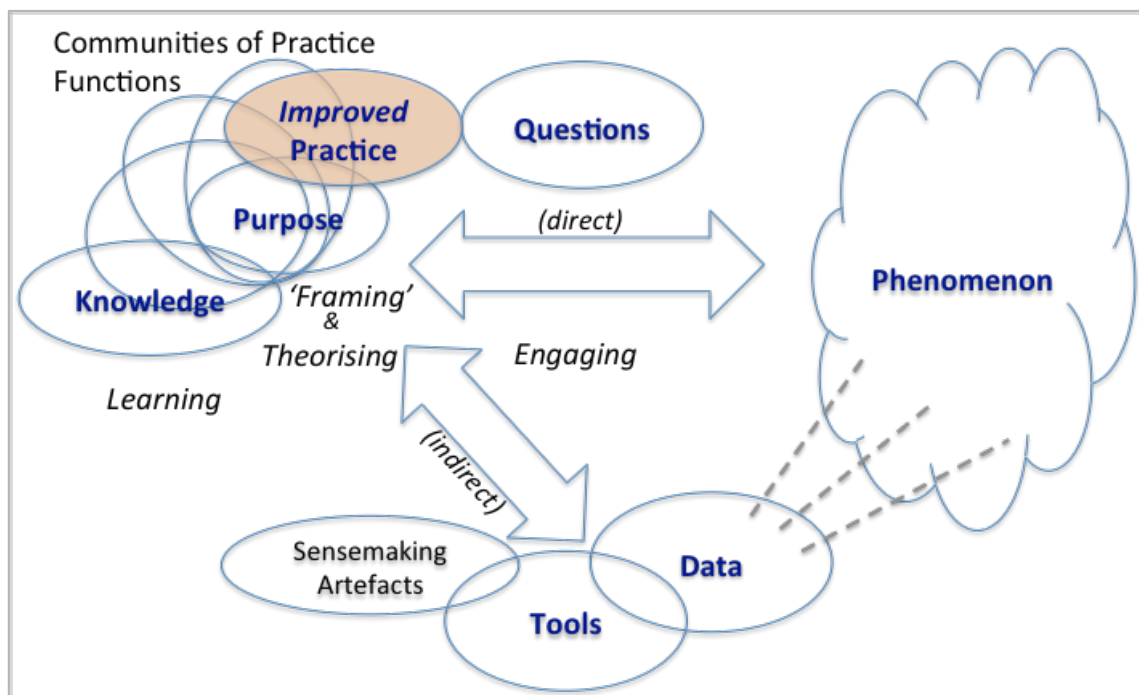 Communities of Practice
Functions
Improved
Practice
Questions
Purpose
(direct)
Phenomenon
Knowledge
‘Framing’
&
Theorising
Engaging
Learning
(indirect)
Sensemaking
Artefacts
Data
Tools